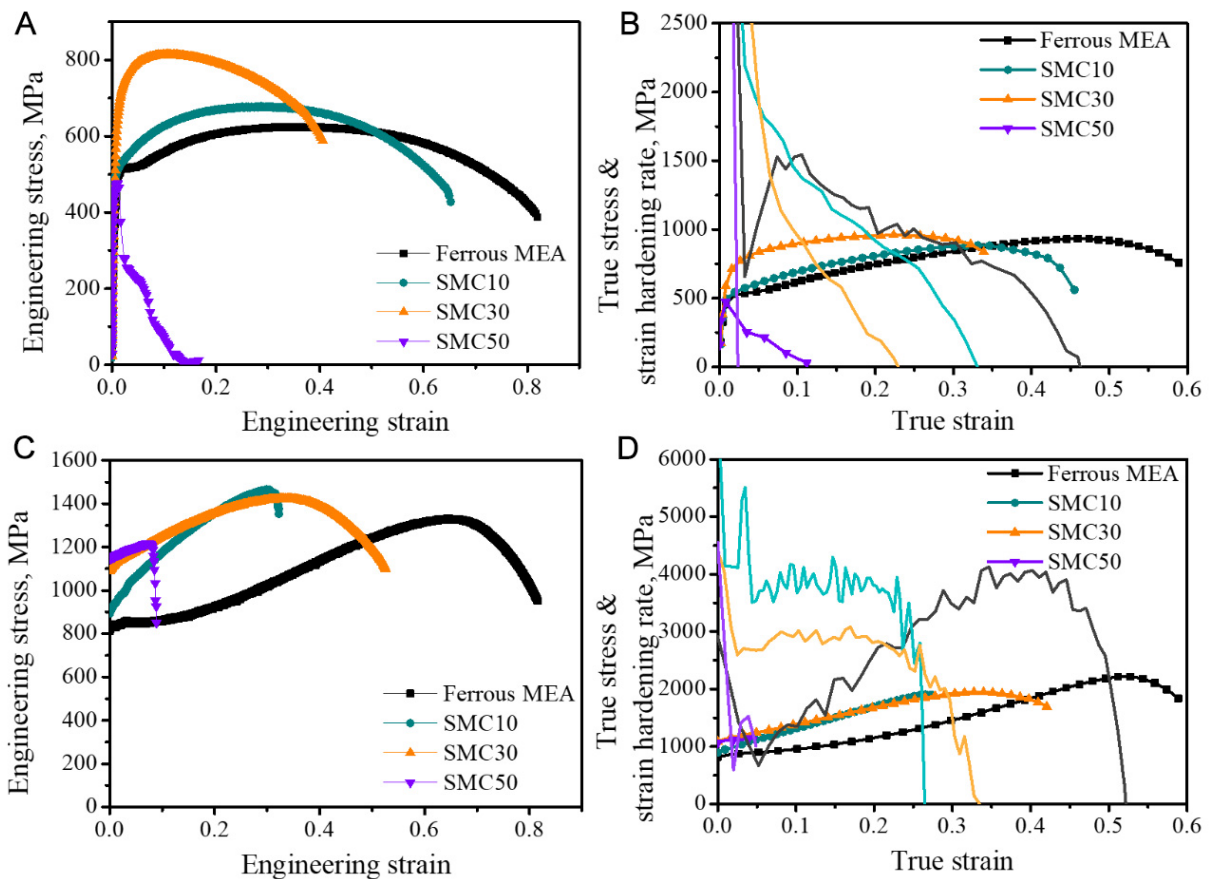 A
Engineering stress, MPa
800
600
400
200
0
0.0 0.2 0.4 0.6 0.8
Engineering strain
Ferrous MEA
SMC10
SMC30
SMC50
B
True stress &
strain hardening rate, MPa
2500
2000
1500
1000
500
0
0.0 0.1 0.2 0.3 0.4 0.5 0.6
True strain
Ferrous MEA
SMC10
SMC30
SMC50
C
Engineering stress, MPa
1600
1400
1200
1000
800
600
400
200
0
0.0 0.2 0.4 0.6 0.8
Engineering strain
Ferrous MEA
SMC10
SMC30
SMC50
D
True stress &
strain hardening rate, MPa
6000
5000
4000
3000
2000
1000
0
0.0 0.1 0.2 0.3 0.4 0.5 0.6
True strain
Ferrous MEA
SMC10
SMC30
SMC50